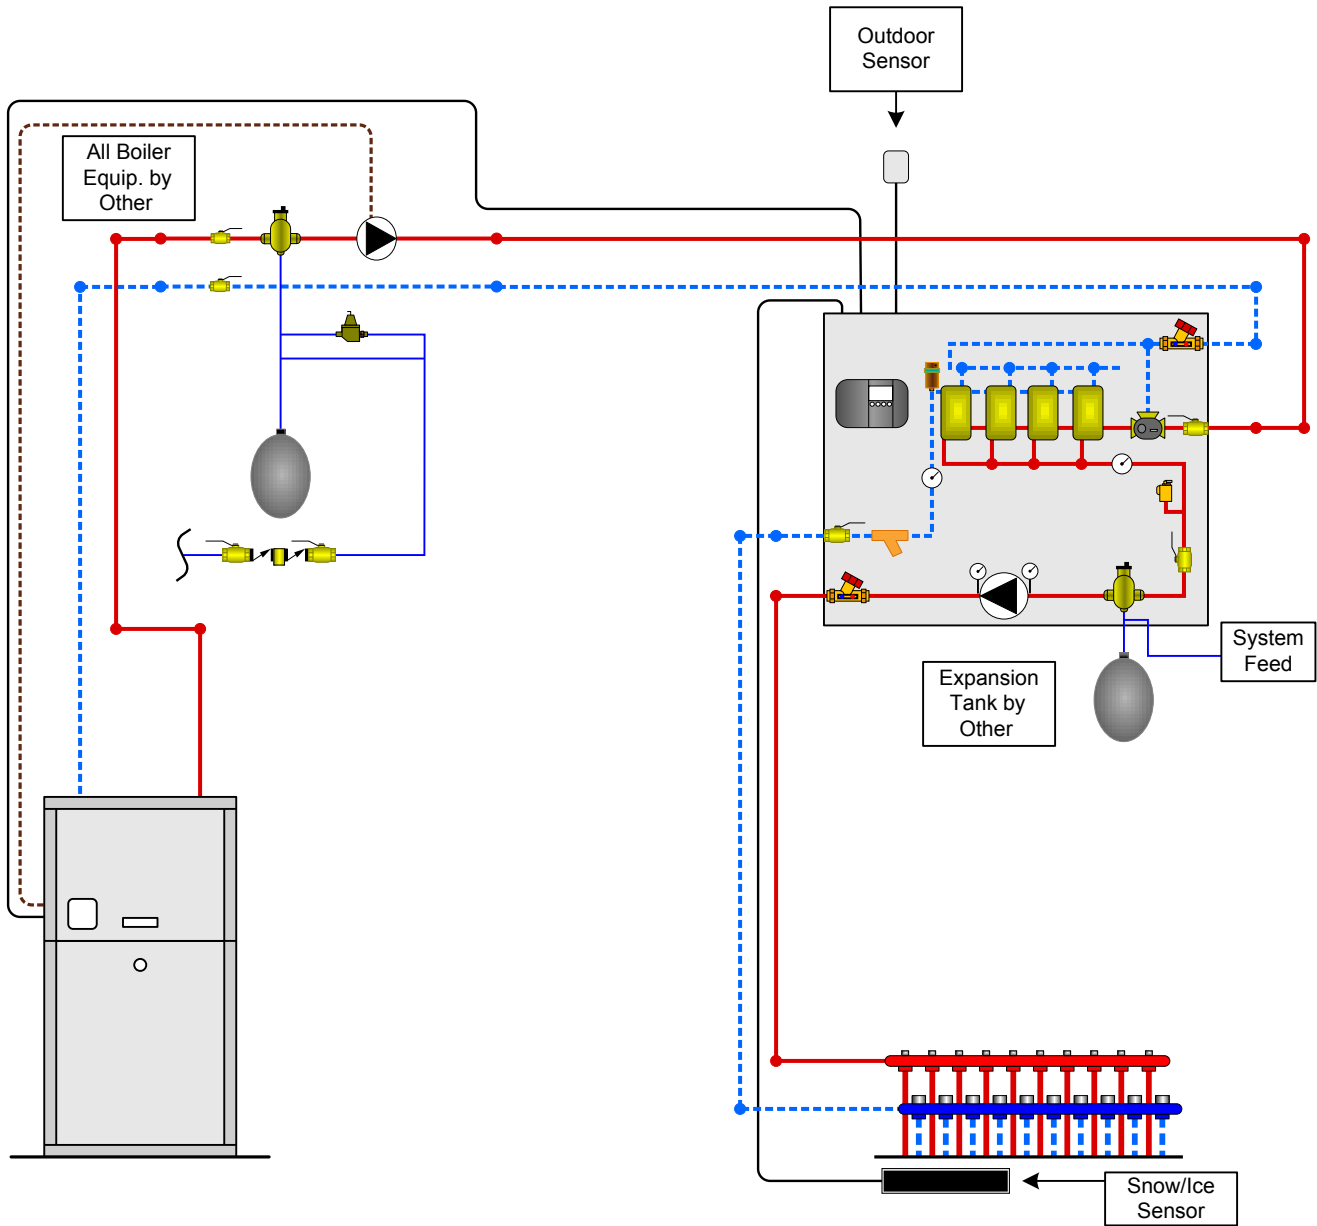 Outdoor
Sensor
All Boiler
Equip. by
Other
System
Feed
Expansion
Tank by
Other
Snow/Ice
Sensor